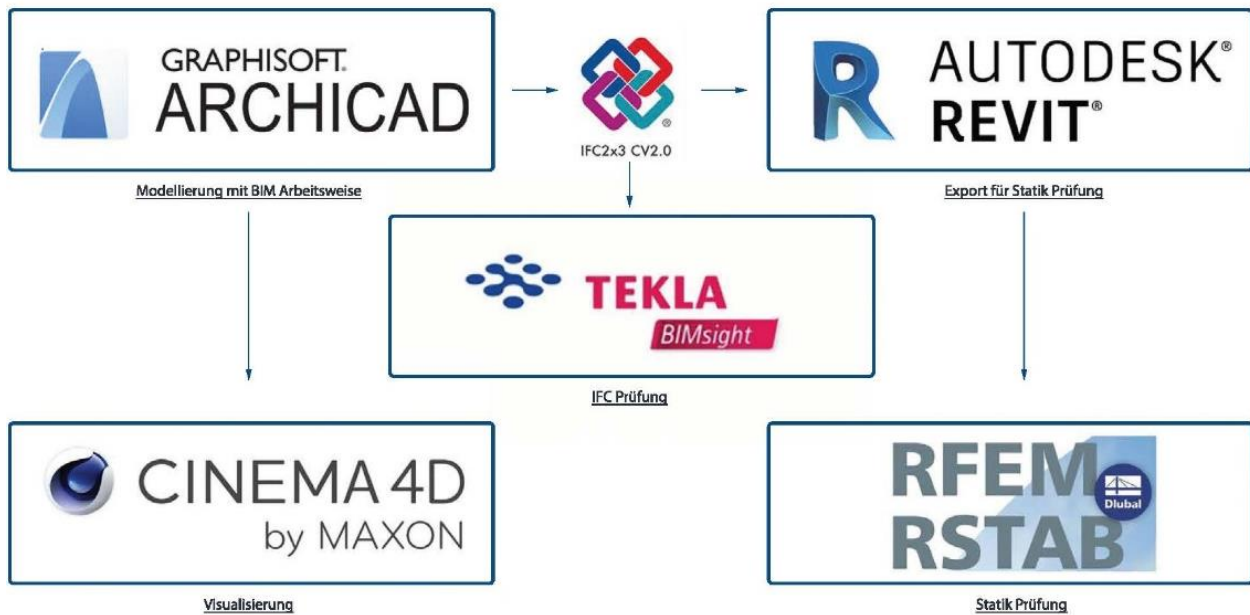 GRAPHISOFT.
ARCHICAD
IFC2x3 CV2.0
®
R
AUTODESK®
REVIT®
Modellierung mit BIM Arbeitsweise
Export für Statik Prüfung
TEKLA
BIMsight
IFC Prüfung
CINEMA 4D
by MAXON
RFEM
RSTAB
Dlubal
Visualisierung
Statik Prüfung